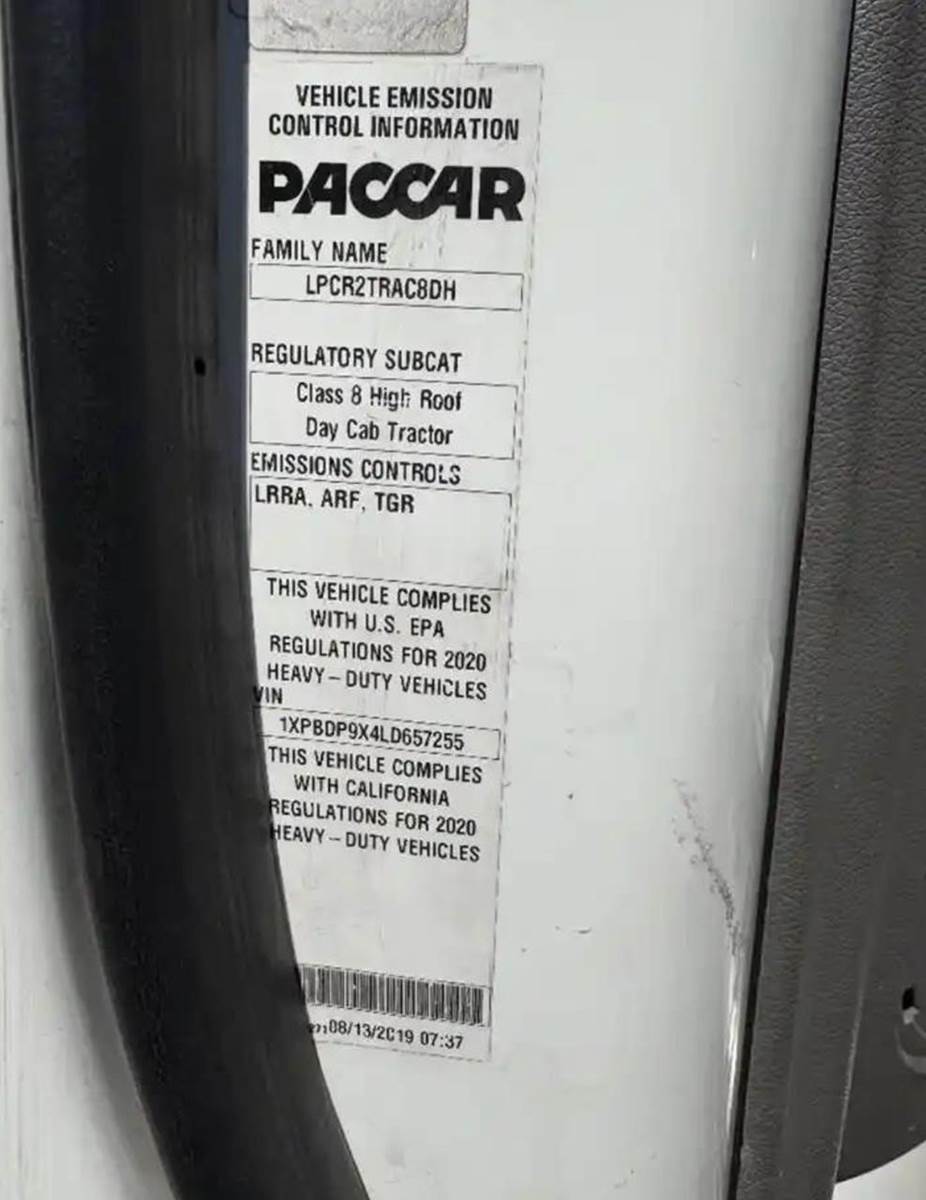 VEHICLE EMISSION
CONTROL INFORMATION
PACCAR
FAMILY NAME
LPCR2TRAC8DH
REGULATORY SUBCAT
Class 8 High Roof
Day Cab Tractor
EMISSIONS CONTROLS
LRRA, ARF, TGR
THIS VEHICLE COMPLIES
WITH U.S. EPA
REGULATIONS FOR 2020
HEAVY-DUTY VEHICLES
VIN
1XPBDP9X4LD657255
THIS VEHICLE COMPLIES
WITH CALIFORNIA
REGULATIONS FOR 2020
HEAVY-DUTY VEHICLES
08/13/2019 07:37